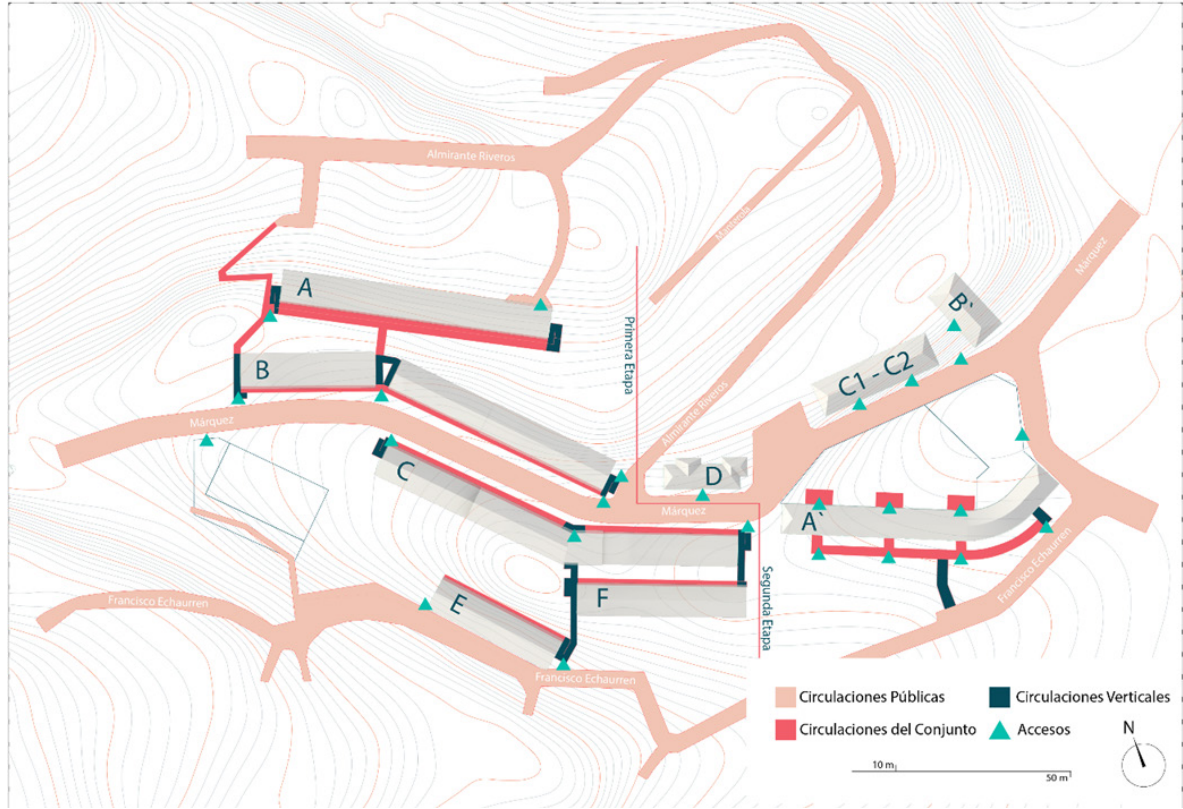 Almirante Riveros
Manterola
Márquez
A
B`
Primera Etapa
B
C1 - C2
Almirante Riveros
Márquez
C
D
Márquez
A`
Segunda Etapa
Francisco Echaurren
Francisco Echaurren
E
F
Francisco Echaurren
Circulaciones Públicas
Circulaciones Verticales
Circulaciones del Conjunto
Accesos
N
10 m
50 m